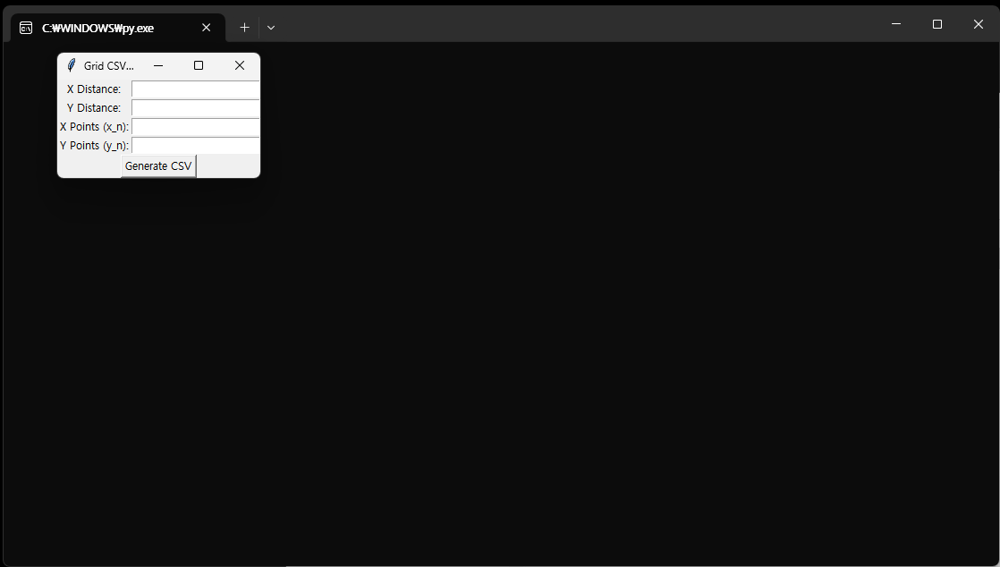 C:₩WINDOWS₩py.exe
Grid CSV...
X Distance:
Y Distance:
X Points (x_n):
Y Points (y_n):
Generate CSV